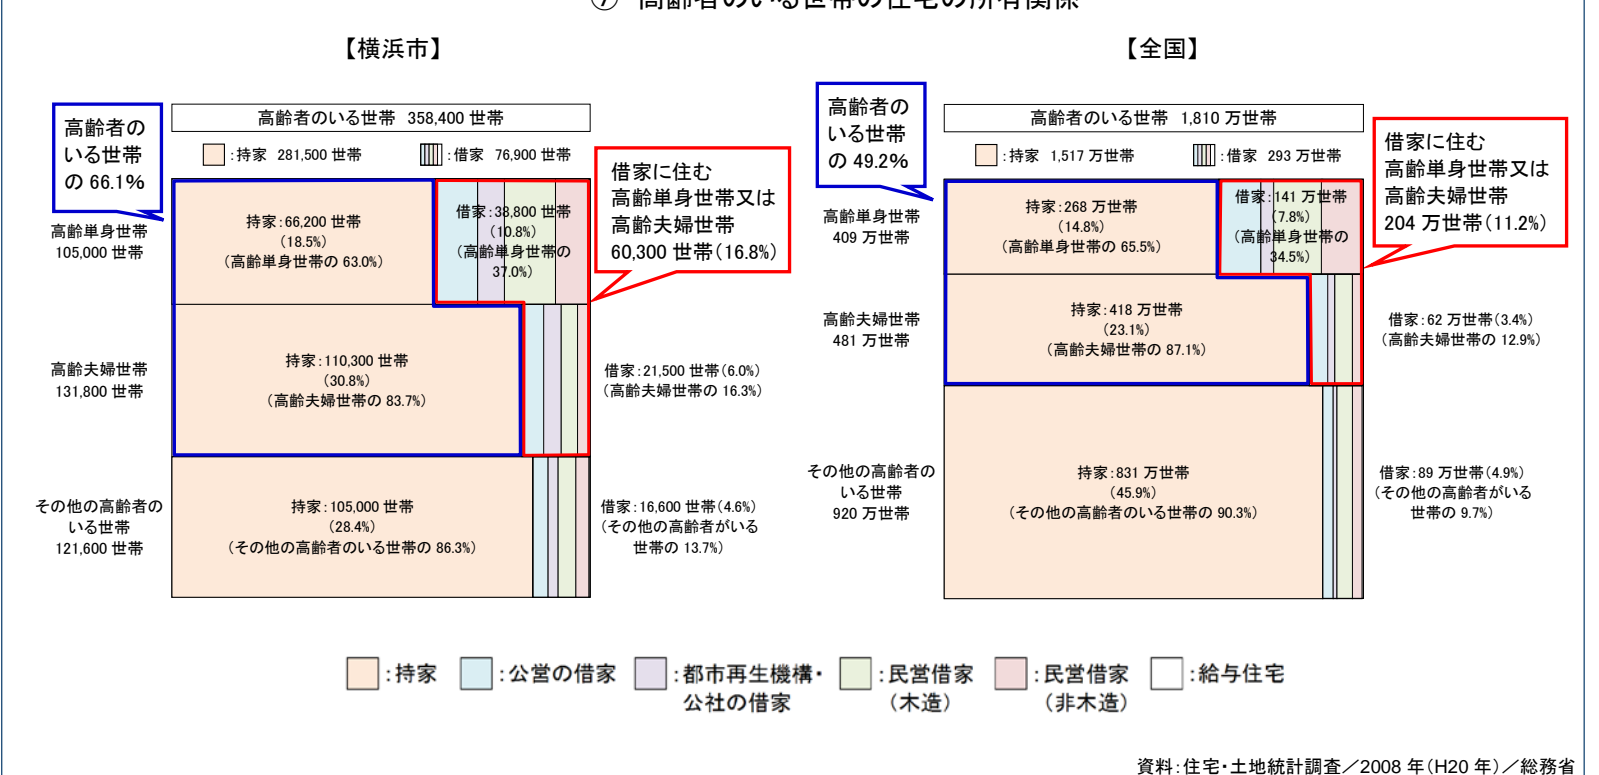 ⑦ 高齢者のいる世帯の住宅の所有関係
【横浜市】
高齢者の
いる世帯
の 66.1%
高齢者のいる世帯 358,400 世帯
:持家 281,500 世帯
:借家 76,900 世帯
借家に住む
高齢単身世帯又は
高齢夫婦世帯
60,300 世帯(16.8%)
高齢単身世帯
105,000 世帯
持家:66,200 世帯
(18.5%)
(高齢単身世帯の 63.0%)
借家:38,800 世帯
(10.8%)
(高齢単身世帯の
37.0%)
高齢夫婦世帯
131,800 世帯
持家:110,300 世帯
(30.8%)
(高齢夫婦世帯の 83.7%)
借家:21,500 世帯(6.0%)
(高齢夫婦世帯の 16.3%)
その他の高齢者の
いる世帯
121,600 世帯
持家:105,000 世帯
(28.4%)
(その他の高齢者のいる世帯の 86.3%)
借家:16,600 世帯(4.6%)
(その他の高齢者がいる
世帯の 13.7%)
【全国】
高齢者の
いる世帯
の 49.2%
高齢者のいる世帯 1,810 万世帯
:持家 1,517 万世帯
:借家 293 万世帯
借家に住む
高齢単身世帯又は
高齢夫婦世帯
204 万世帯(11.2%)
高齢単身世帯
409 万世帯
持家:268 万世帯
(14.8%)
(高齢単身世帯の 65.5%)
借家:141 万世帯
(7.8%)
(高齢単身世帯の
34.5%)
高齢夫婦世帯
481 万世帯
持家:418 万世帯
(23.1%)
(高齢夫婦世帯の 87.1%)
借家:62 万世帯(3.4%)
(高齢夫婦世帯の 12.9%)
その他の高齢者の
いる世帯
920 万世帯
持家:831 万世帯
(45.9%)
(その他の高齢者のいる世帯の 90.3%)
借家:89 万世帯(4.9%)
(その他の高齢者がいる
世帯の 9.7%)
:持家
:公営の借家
:都市再生機構・
公社の借家
:民営借家
(木造)
:民営借家
(非木造)
:給与住宅
資料:住宅・土地統計調査／2008 年(H20 年)／総務省